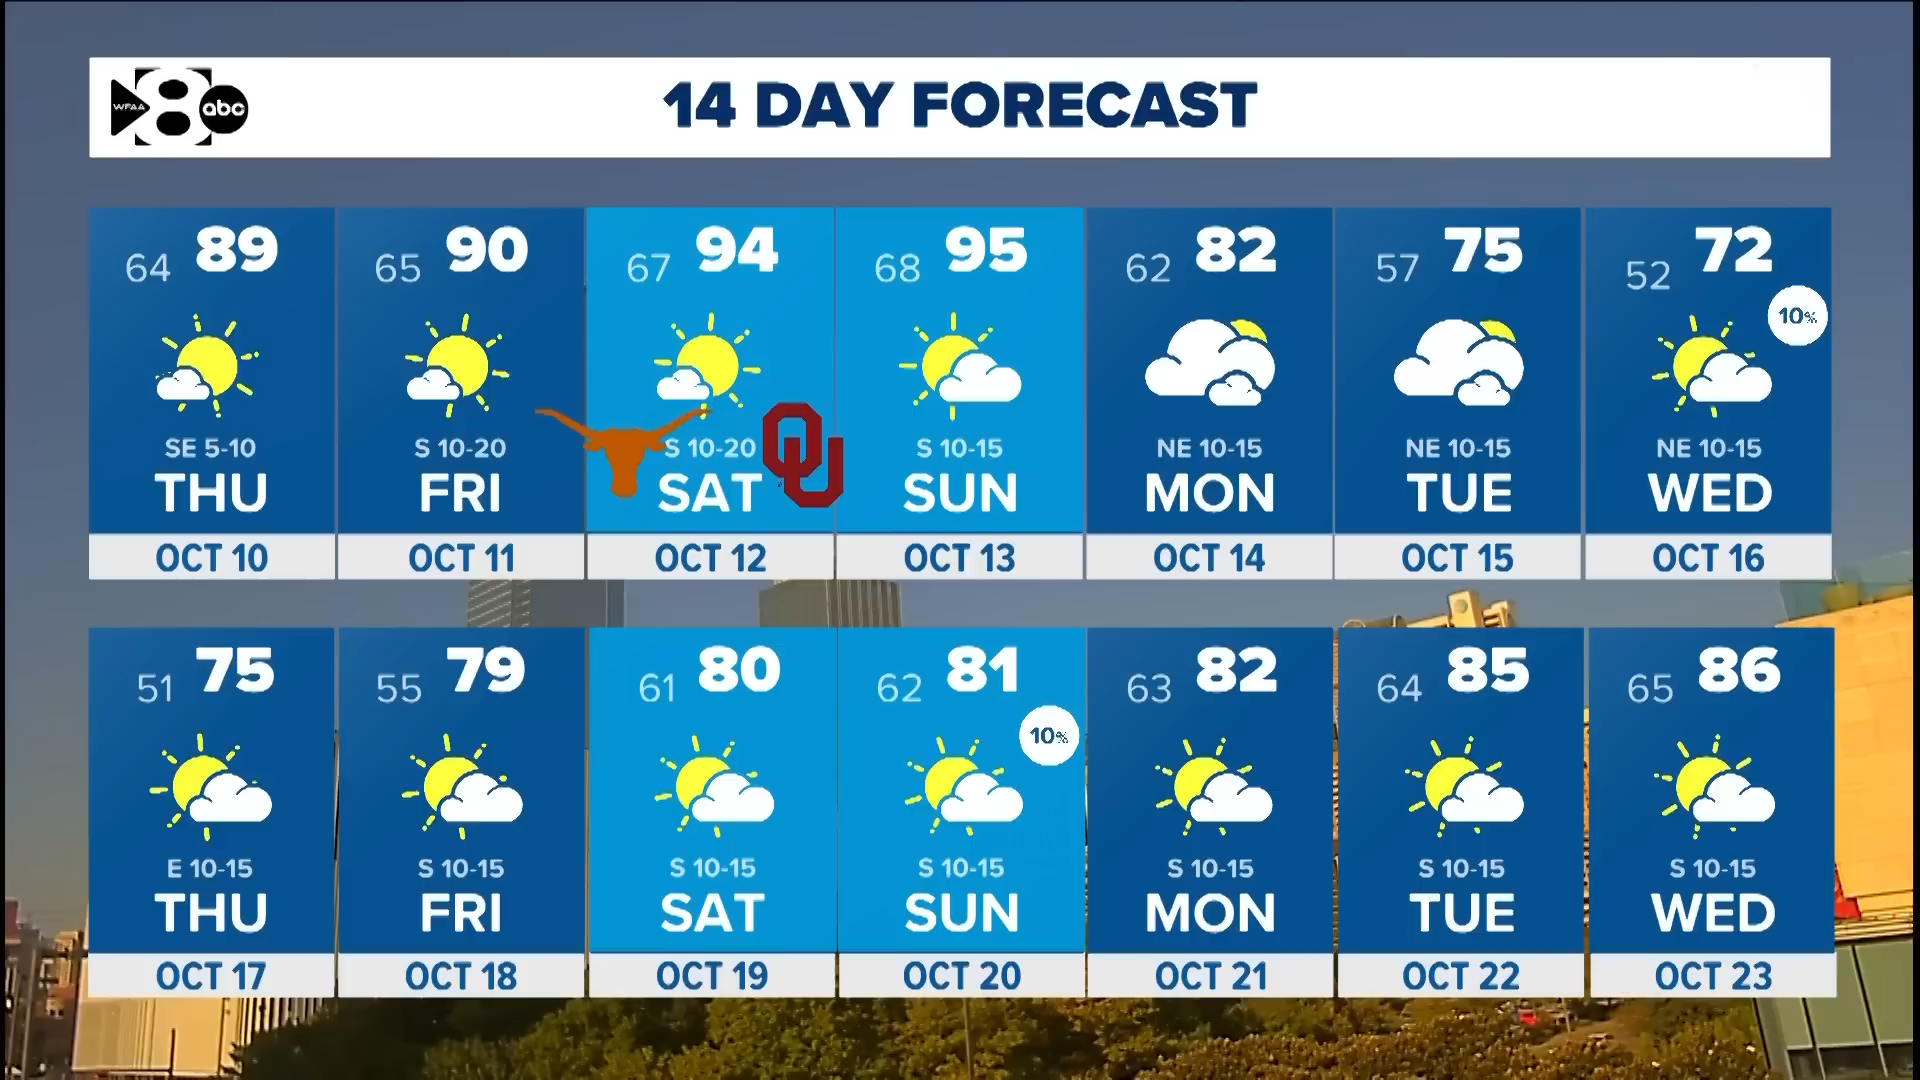 WFAA 8 abc
14 DAY FORECAST
64 89 65 90 67 94 68 95 62 82 57 75 52 72
10%
SE 5-10 S 10-20 S 10-20 S 10-15 NE 10-15 NE 10-15 NE 10-15
OU
THU FRI SAT SUN MON TUE WED
OCT 10 OCT 11 OCT 12 OCT 13 OCT 14 OCT 15 OCT 16
51 75 55 79 61 80 62 81 63 82 64 85 65 86
10%
E 10-15 S 10-15 S 10-15 S 10-15 S 10-15 S 10-15 S 10-15
THU FRI SAT SUN MON TUE WED
OCT 17 OCT 18 OCT 19 OCT 20 OCT 21 OCT 22 OCT 23